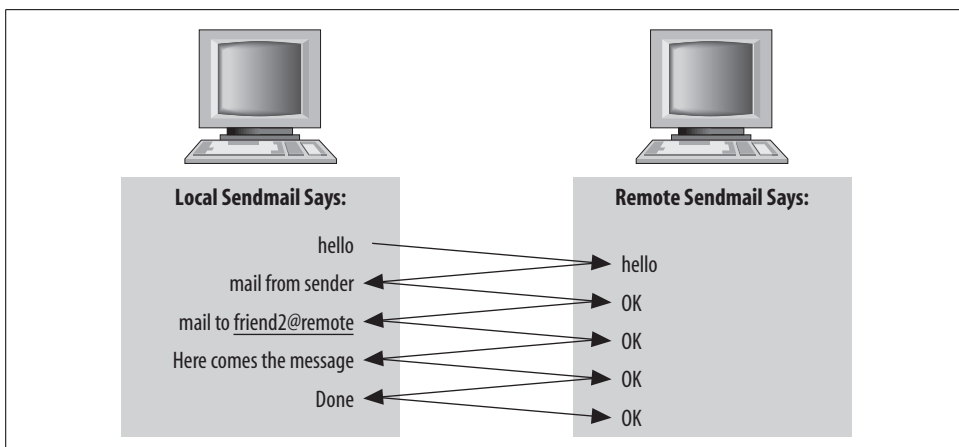 Local Sendmail Says:
hello
mail from sender
mail to friend2@remote
Here comes the message
Done
Remote Sendmail Says:
hello
OK
OK
OK
OK